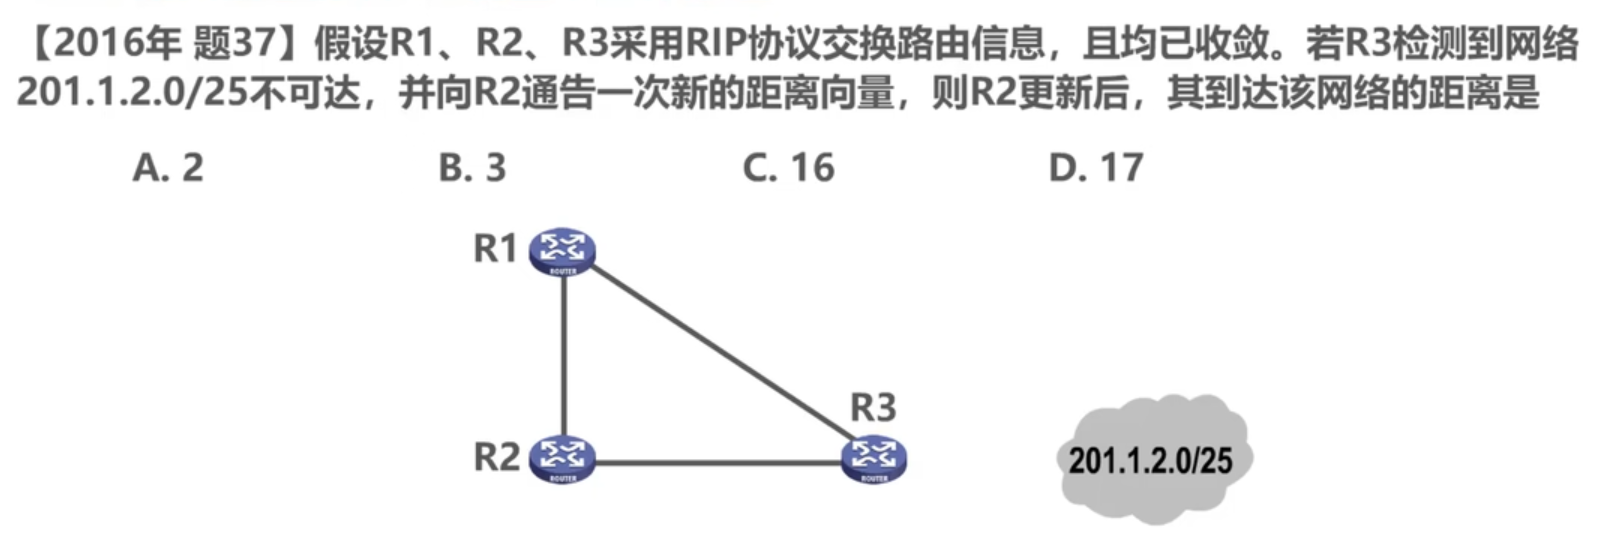 【2016年 题37】假设R1、R2、R3采用RIP协议交换路由信息，且均已收敛。若R3检测到网络
201.1.2.0/25不可达，并向R2通告一次新的距离向量，则R2更新后，其到达该网络的距离是
A. 2 B. 3 C. 16 D. 17
R1
ROUTER
R3
R2
ROUTER
ROUTER
201.1.2.0/25